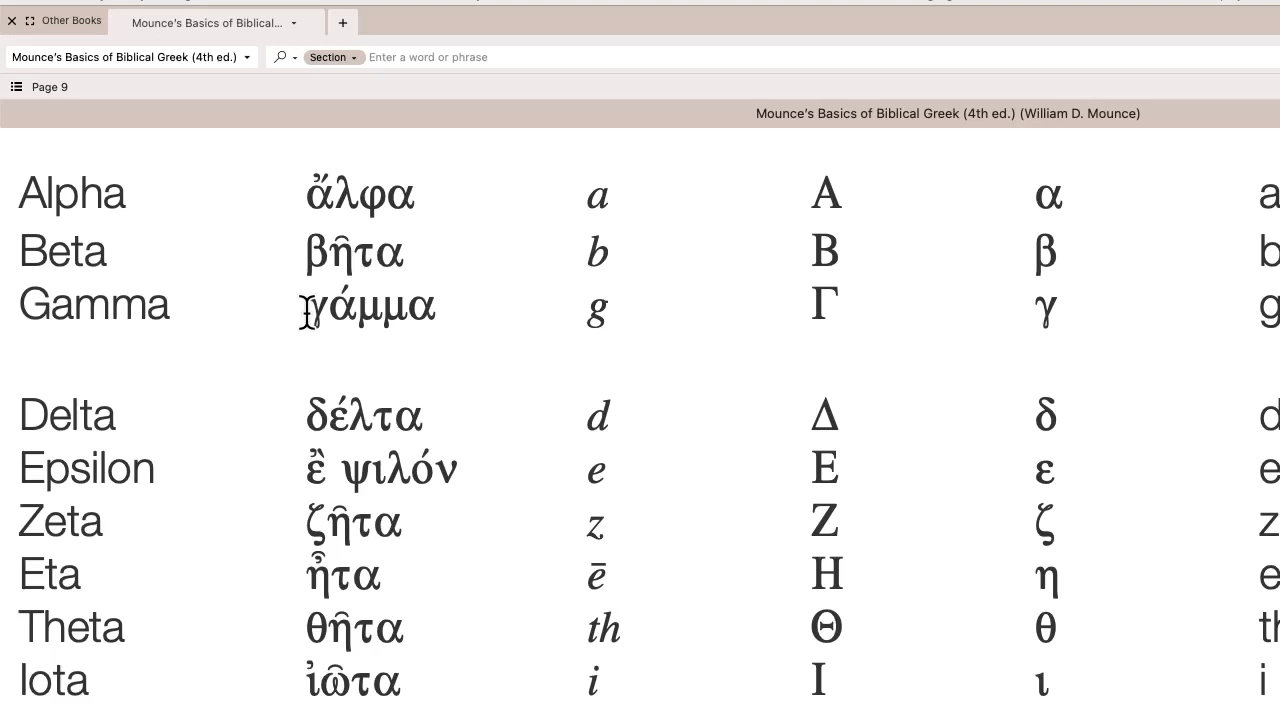 Other Books Mounce's Basics of Biblical... +
Mounce's Basics of Biblical Greek (4th ed.) Section Enter a word or phrase
Page 9
Mounce's Basics of Biblical Greek (4th ed.) (William D. Mounce)
Alpha ἄλφα a Α α a
Beta βῆτα b Β β b
Gamma γάμμα g Γ γ g
Delta δέλτα d Δ δ d
Epsilon ἒ ψιλόν e Ε ε e
Zeta ζῆτα z Ζ ζ z
Eta ἦτα ē Η η e
Theta θῆτα th Θ θ th
Iota ἰῶτα i Ι ι i